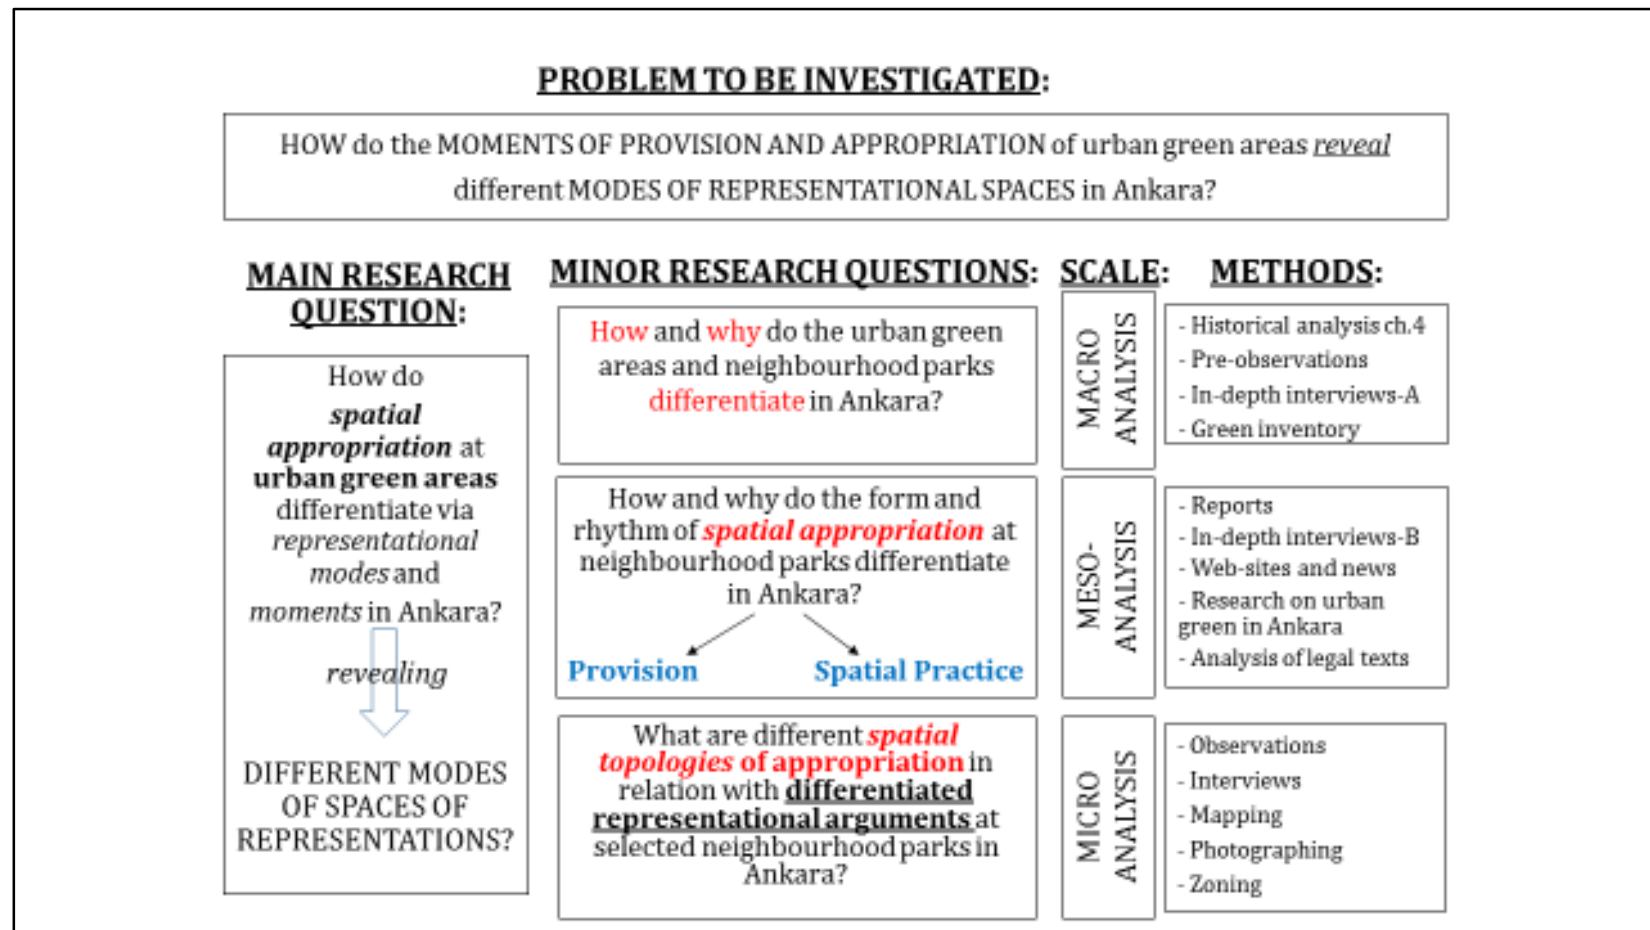 PROBLEM TO BE INVESTIGATED:
HOW do the MOMENTS OF PROVISION AND APPROPRIATION of urban green areas reveal
different MODES OF REPRESENTATIONAL SPACES in Ankara?
MAIN RESEARCH
QUESTION:
How do
spatial
appropriation at
urban green areas
differentiate via
representational
modes and
moments in Ankara?
revealing
DIFFERENT MODES
OF SPACES OF
REPRESENTATIONS?
MINOR RESEARCH QUESTIONS:
How and why do the urban green
areas and neighbourhood parks
differentiate in Ankara?
How and why do the form and
rhythm of spatial appropriation at
neighbourhood parks differentiate
in Ankara?
Provision
Spatial Practice
What are different spatial
topologies of appropriation in
relation with differentiated
representational arguments at
selected neighbourhood parks in
Ankara?
SCALE:
MACRO
ANALYSIS
MESO-
ANALYSIS
MICRO
ANALYSIS
METHODS:
- Historical analysis ch.4
- Pre-observations
- In-depth interviews-A
- Green inventory
- Reports
- In-depth interviews-B
- Web-sites and news
- Research on urban
green in Ankara
- Analysis of legal texts
- Observations
- Interviews
- Mapping
- Photographing
- Zoning